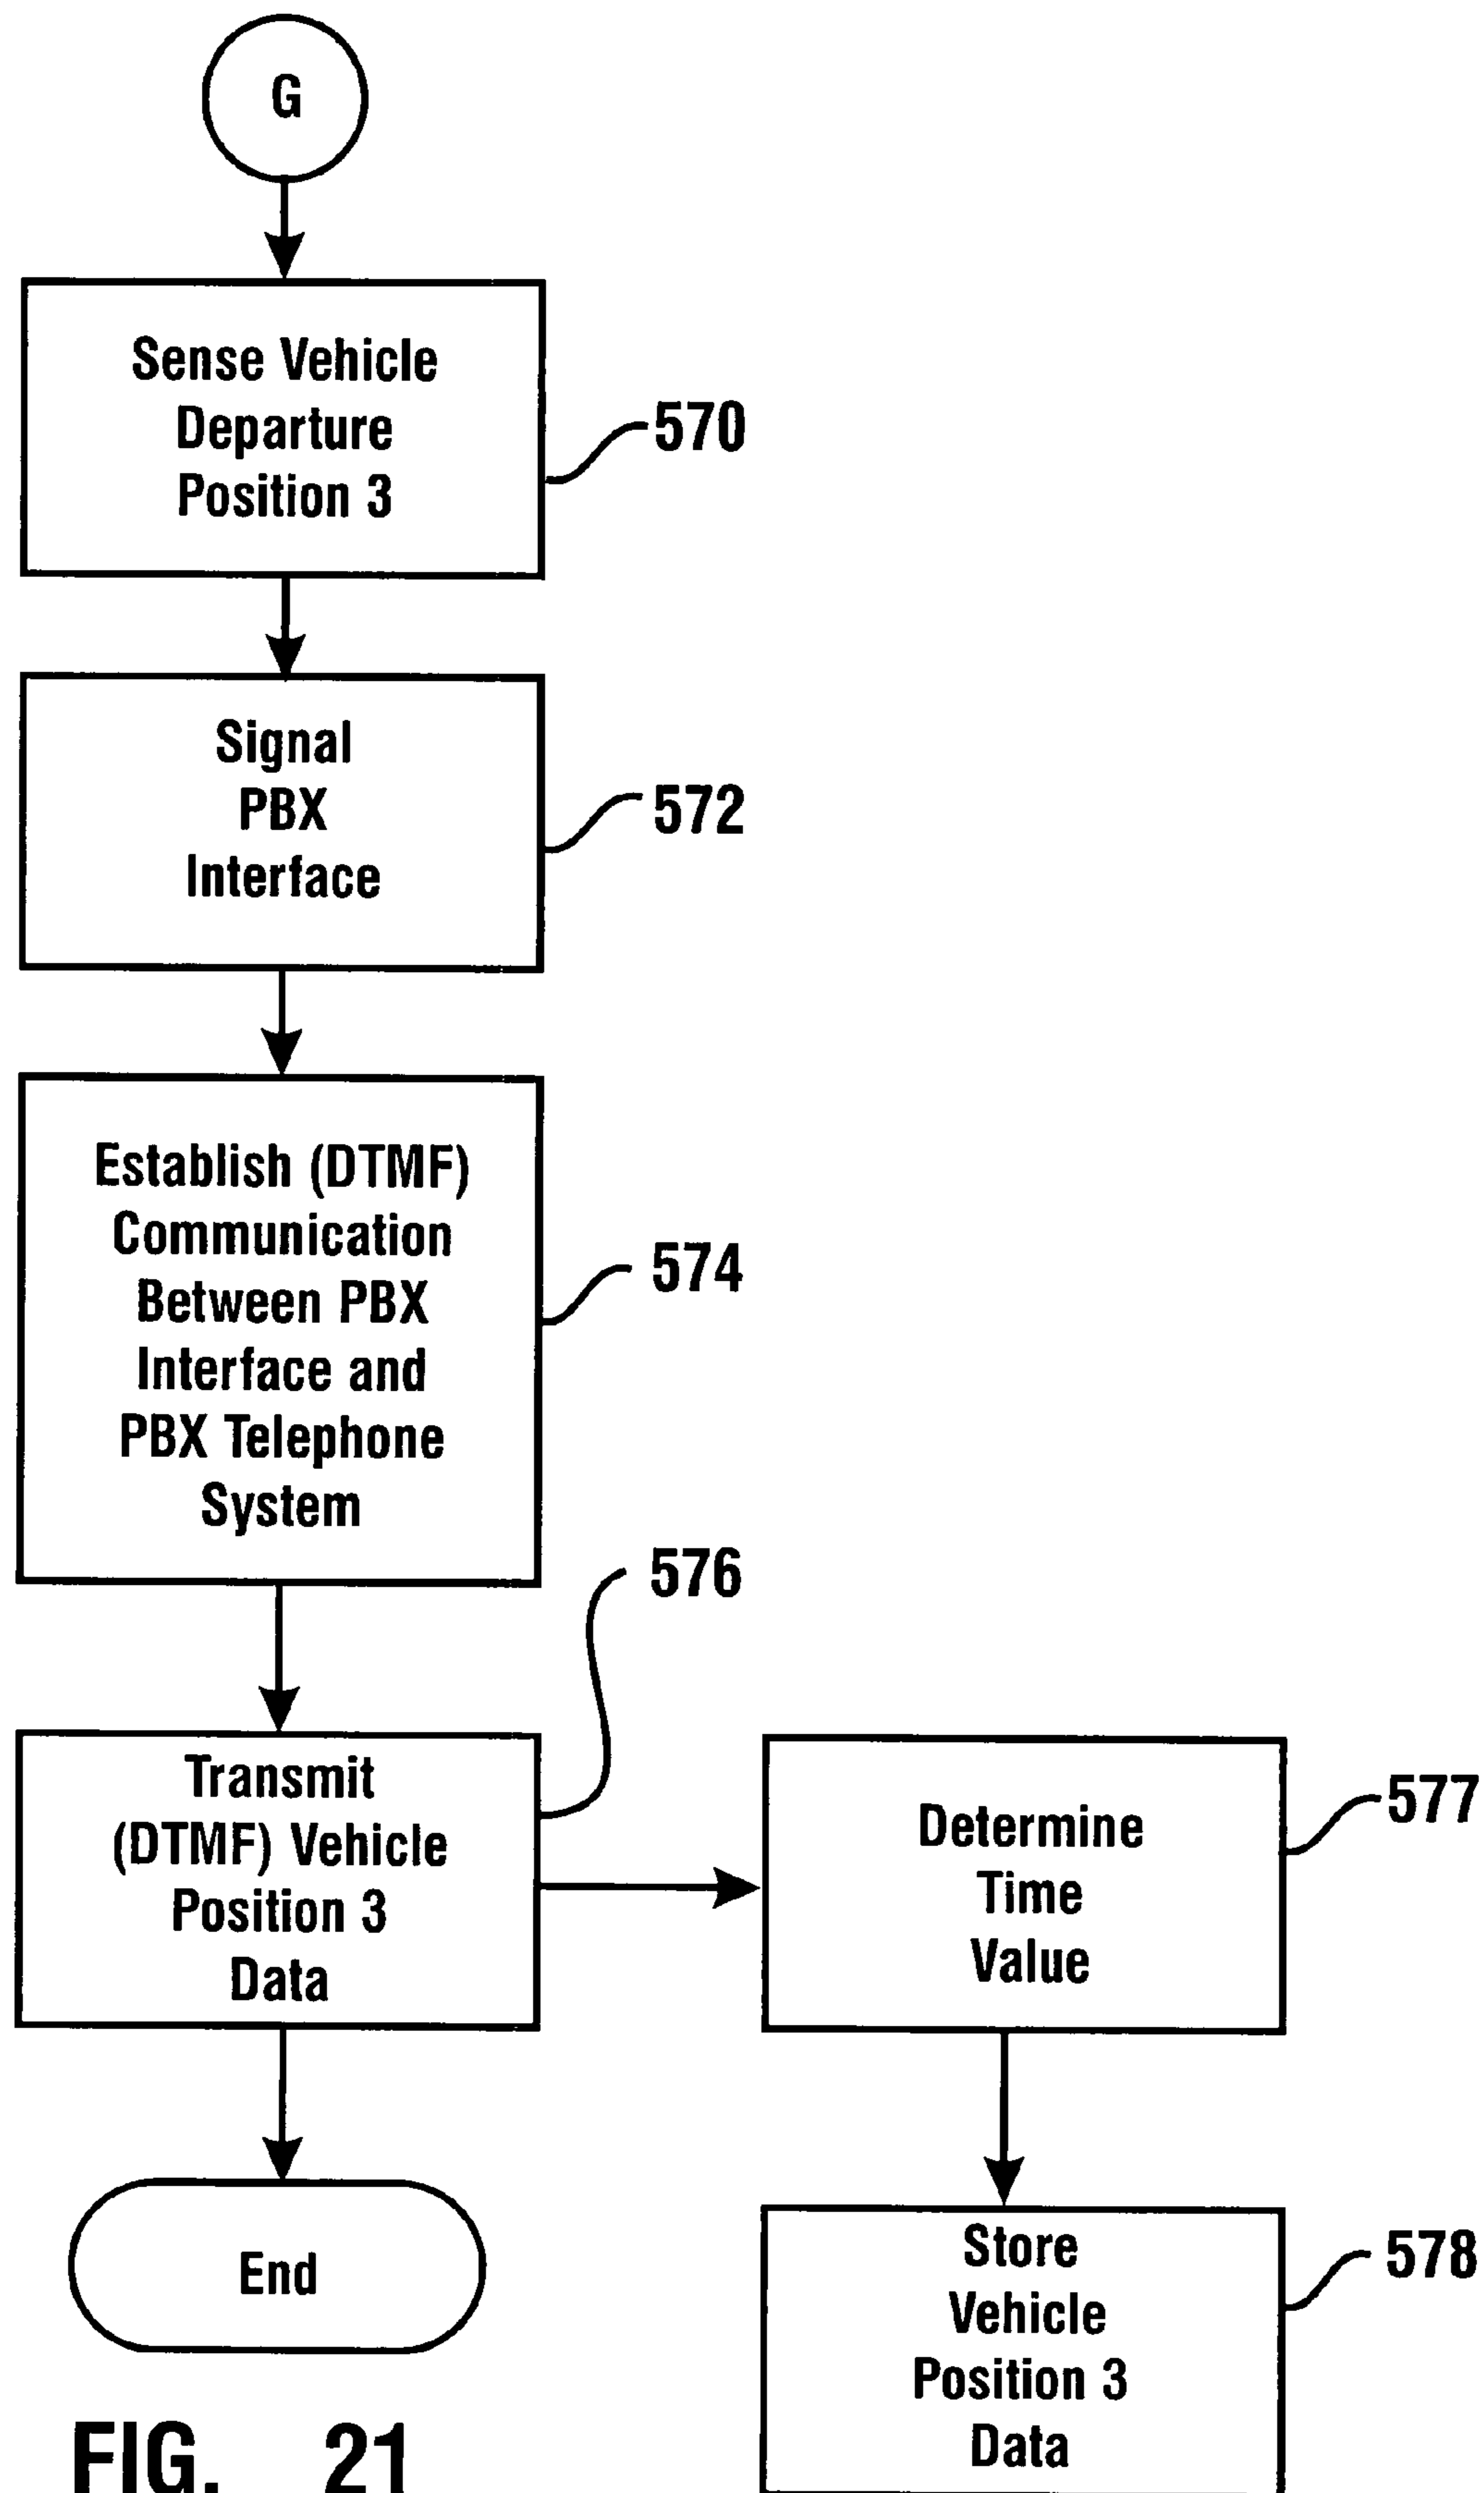 G
Sense Vehicle
Departure
Position 3
570
Signal
PBX
Interface
572
Establish (DTMF)
Communication
Between PBX
Interface and
PBX Telephone
System
574
576
Transmit
(DTMF) Vehicle
Position 3
Data
Determine
Time
Value
577
End
Store
Vehicle
Position 3
Data
578
FIG. 21